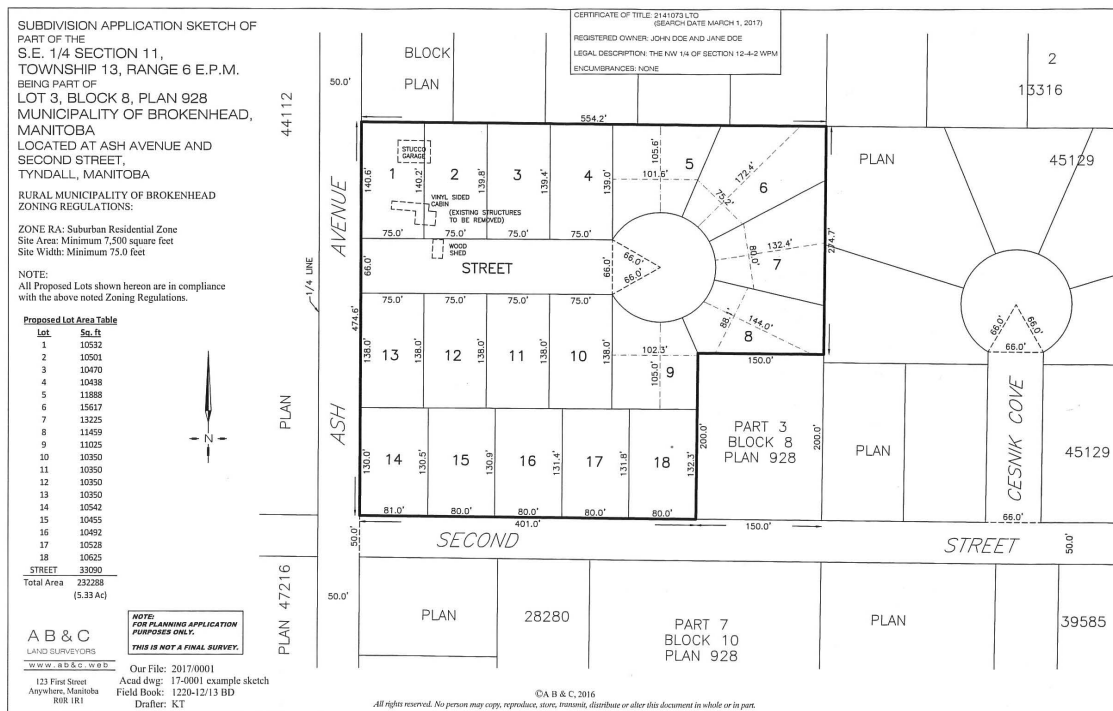 SUBDIVISION APPLICATION SKETCH OF
PART OF THE
S.E. 1/4 SECTION 11,
TOWNSHIP 13, RANGE 6 E.P.M.
BEING PART OF
LOT 3, BLOCK 8, PLAN 928
MUNICIPALITY OF BROKENHEAD,
MANITOBA
LOCATED AT ASH AVENUE AND
SECOND STREET,
TYNDALL, MANITOBA
RURAL MUNICIPALITY OF BROKENHEAD
ZONING REGULATIONS:
ZONE RA: Suburban Residential Zone
Site Area: Minimum 7,500 square feet
Site Width: Minimum 75.0 feet
NOTE:
All Proposed Lots shown hereon are in compliance
with the above noted Zoning Regulations.
Proposed Lot Area Table
Lot Sq. ft
1 10532
2 10501
3 10470
4 10438
5 11888
6 15617
7 13225
8 11459
9 11025
10 10350
11 10350
12 10350
13 10350
14 10542
15 10455
16 10492
17 10528
18 10625
STREET 33090
Total Area 232288
(5.33 Ac)
N
AB & C
LAND SURVEYORS
www.ab&c.web
123 First Street
Anywhere, Manitoba
R0R 1R1
NOTE:
FOR PLANNING APPLICATION
PURPOSES ONLY.
THIS IS NOT A FINAL SURVEY.
Our File: 2017/0001
Acad dwg: 17-0001 example sketch
Field Book: 1220-12/13 BD
Drafter: KT
CERTIFICATE OF TITLE: 2141073 LTO
(SEARCH DATE MARCH 1, 2017)
REGISTERED OWNER: JOHN DOE AND JANE DOE
LEGAL DESCRIPTION: THE NW 1/4 OF SECTION 12-4-2 WPM
ENCUMBRANCES: NONE
BLOCK
PLAN
2
13316
50.0'
44112
PLAN
554.2'
AVENUE
ASH
1/4 LINE
474.6'
140.6'
STUCCO
GARAGE
1
140.2'
2
139.8'
3
139.4'
4
139.0'
VINYL SIDED
CABIN
(EXISTING STRUCTURES
TO BE REMOVED)
75.0'
75.0'
75.0'
75.0'
WOOD
SHED
66.0'
STREET
66.0'
66.0'
66.0'
105.6'
101.6'
5
6
172.4'
75.2'
132.4'
80.0'
7
274.7'
88.1'
144.0'
8
150.0'
75.0'
75.0'
75.0'
75.0'
138.0'
13
138.0'
12
138.0'
11
138.0'
10
138.0'
102.3'
105.0'
9
130.0'
14
130.5'
15
130.9'
16
131.4'
17
131.8'
18
132.3'
81.0'
80.0'
80.0'
80.0'
80.0'
401.0'
200.0'
PART 3
BLOCK 8
PLAN 928
200.0'
150.0'
PLAN
45129
66.0'
66.0'
66.0'
PLAN
45129
CESNIK COVE
66.0'
50.0'
SECOND
STREET
50.0'
PLAN 47216
50.0'
PLAN
28280
PART 7
BLOCK 10
PLAN 928
PLAN
39585
©A B & C, 2016
All rights reserved. No person may copy, reproduce, store, transmit, distribute or alter this document in whole or in part.